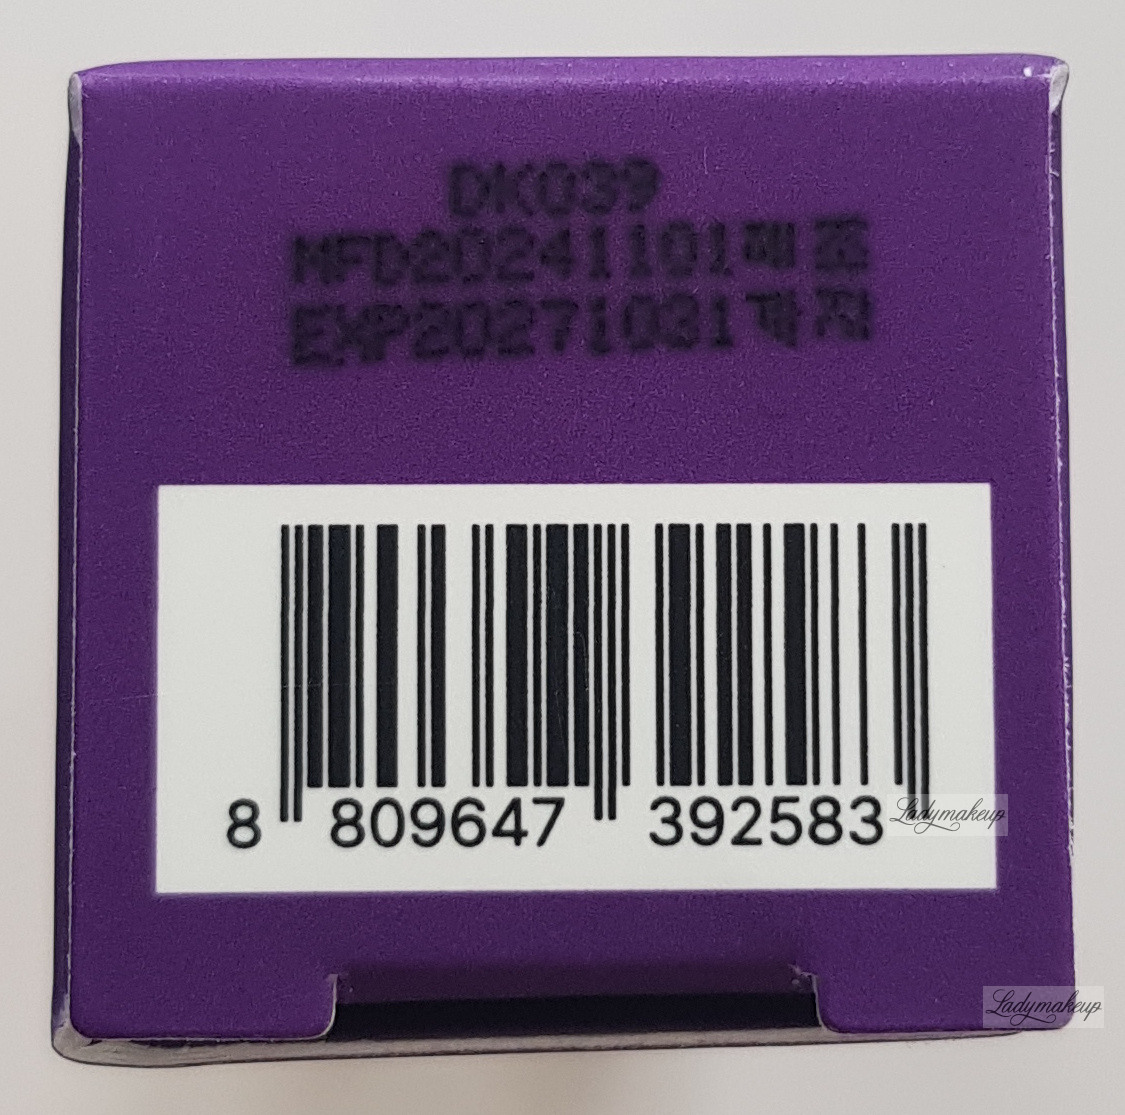 DK039
MFD20241101제조
EXP20271031까지
8 809647 392583
Ladymakeup
Ladymakeup